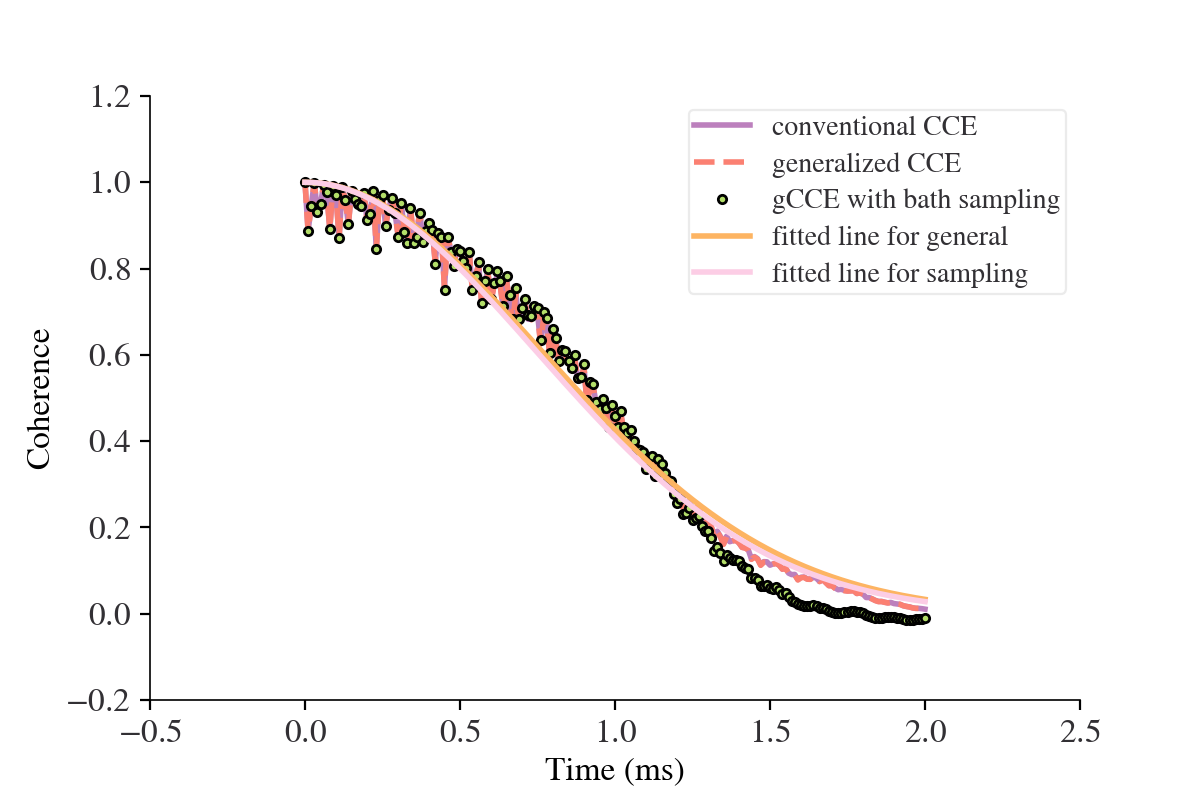 1.2
1.0
0.8
0.6
0.4
0.2
0.0
−0.2
Coherence
conventional CCE
generalized CCE
gCCE with bath sampling
fitted line for general
fitted line for sampling
−0.5 0.0 0.5 1.0 1.5 2.0 2.5
Time (ms)